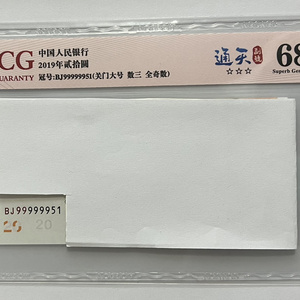 CG
UARANTY
中国人民银行
2019年贰拾圆
冠号:BJ99999951(关门大号 数三 全奇数)
通天
☆☆☆
68
Superb Gem
BJ99999951
20